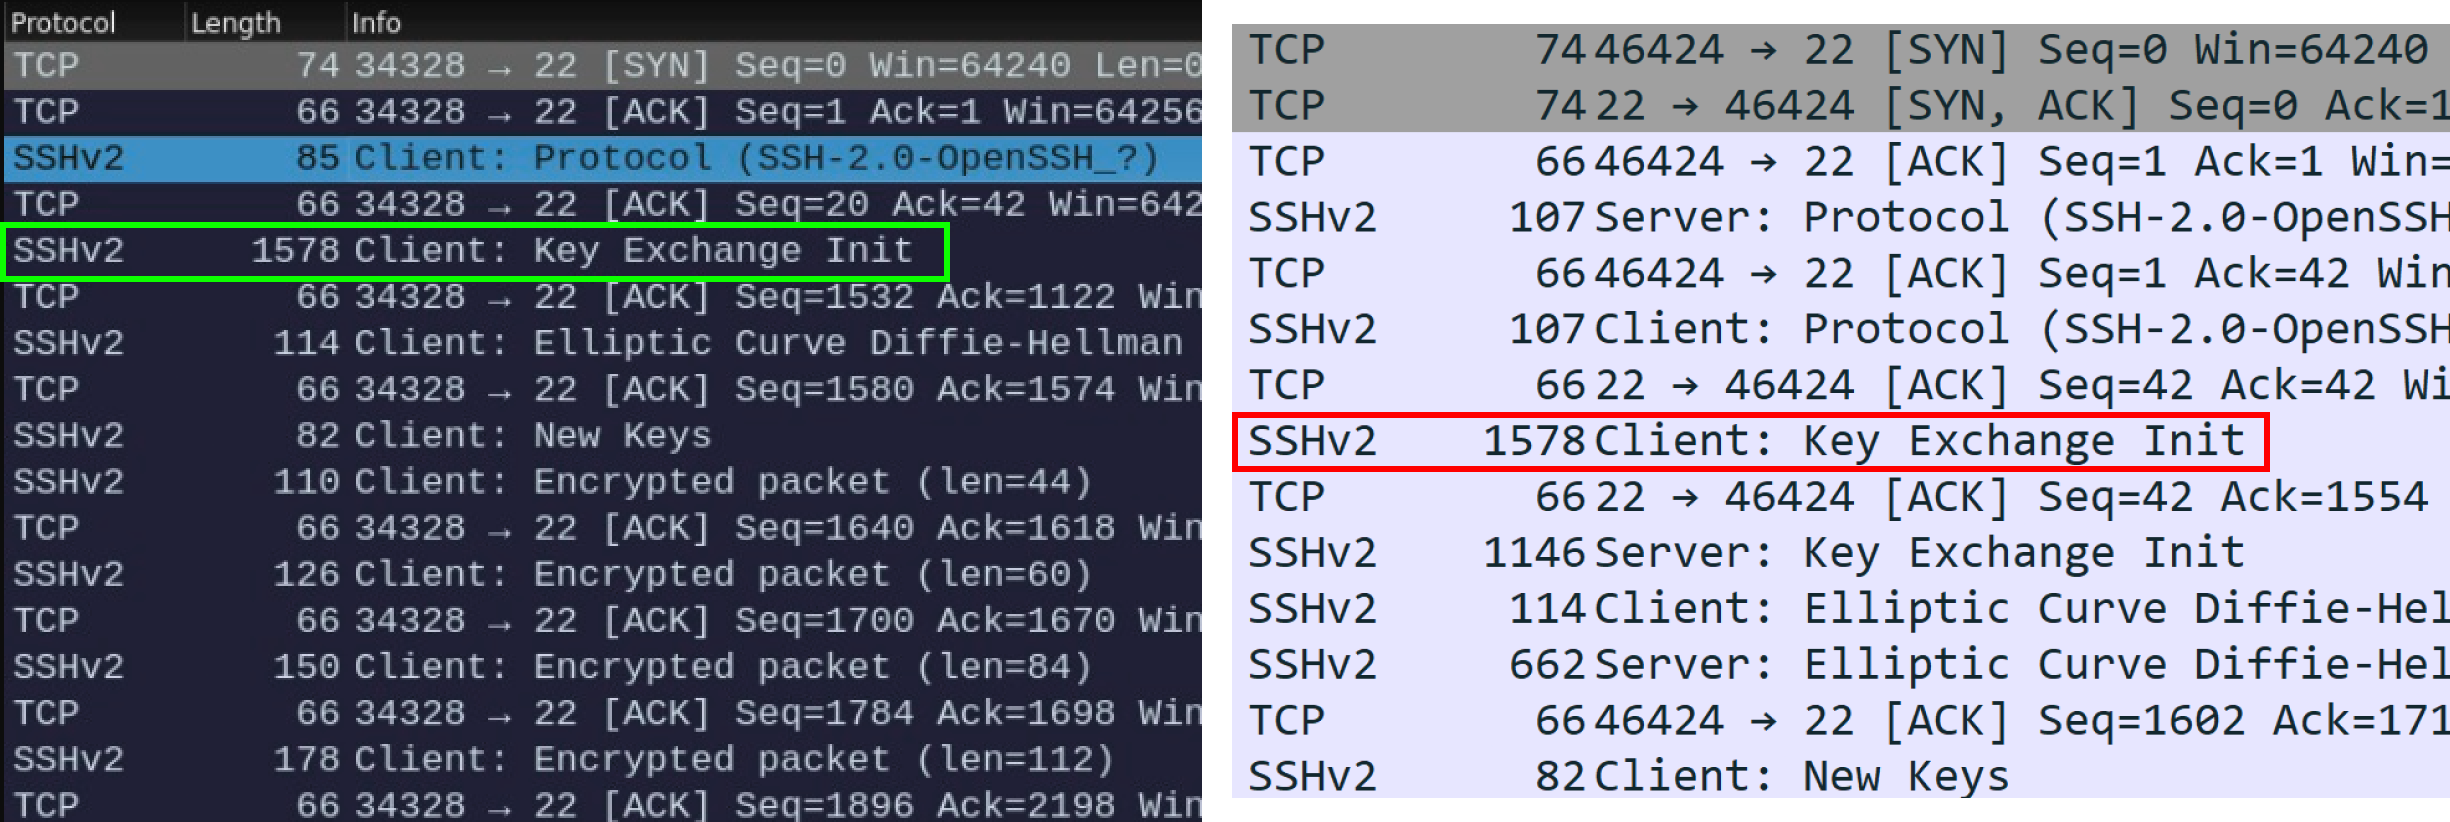 Protocol Length Info
TCP 74 34328 → 22 [SYN] Seq=0 Win=64240 Len=0
TCP 66 34328 → 22 [ACK] Seq=1 Ack=1 Win=64256
SSHv2 85 Client: Protocol (SSH-2.0-OpenSSH_?)
TCP 66 34328 → 22 [ACK] Seq=20 Ack=42 Win=642
SSHv2 1578 Client: Key Exchange Init
TCP 66 34328 → 22 [ACK] Seq=1532 Ack=1122 Win
SSHv2 114 Client: Elliptic Curve Diffie-Hellman
TCP 66 34328 → 22 [ACK] Seq=1580 Ack=1574 Win
SSHv2 82 Client: New Keys
SSHv2 110 Client: Encrypted packet (len=44)
TCP 66 34328 → 22 [ACK] Seq=1640 Ack=1618 Win
SSHv2 126 Client: Encrypted packet (len=60)
TCP 66 34328 → 22 [ACK] Seq=1700 Ack=1670 Win
SSHv2 150 Client: Encrypted packet (len=84)
TCP 66 34328 → 22 [ACK] Seq=1784 Ack=1698 Win
SSHv2 178 Client: Encrypted packet (len=112)
TCP 66 34328 → 22 [ACK] Seq=1896 Ack=2198 Win
TCP 74 46424 → 22 [SYN] Seq=0 Win=64240
TCP 74 22 → 46424 [SYN, ACK] Seq=0 Ack=1
TCP 66 46424 → 22 [ACK] Seq=1 Ack=1 Win=
SSHv2 107 Server: Protocol (SSH-2.0-OpenSSH
TCP 66 46424 → 22 [ACK] Seq=1 Ack=42 Win
SSHv2 107 Client: Protocol (SSH-2.0-OpenSSH
TCP 66 22 → 46424 [ACK] Seq=42 Ack=42 Wi
SSHv2 1578 Client: Key Exchange Init
TCP 66 22 → 46424 [ACK] Seq=42 Ack=1554
SSHv2 1146 Server: Key Exchange Init
SSHv2 114 Client: Elliptic Curve Diffie-Hel
SSHv2 662 Server: Elliptic Curve Diffie-Hel
TCP 66 46424 → 22 [ACK] Seq=1602 Ack=171
SSHv2 82 Client: New Keys